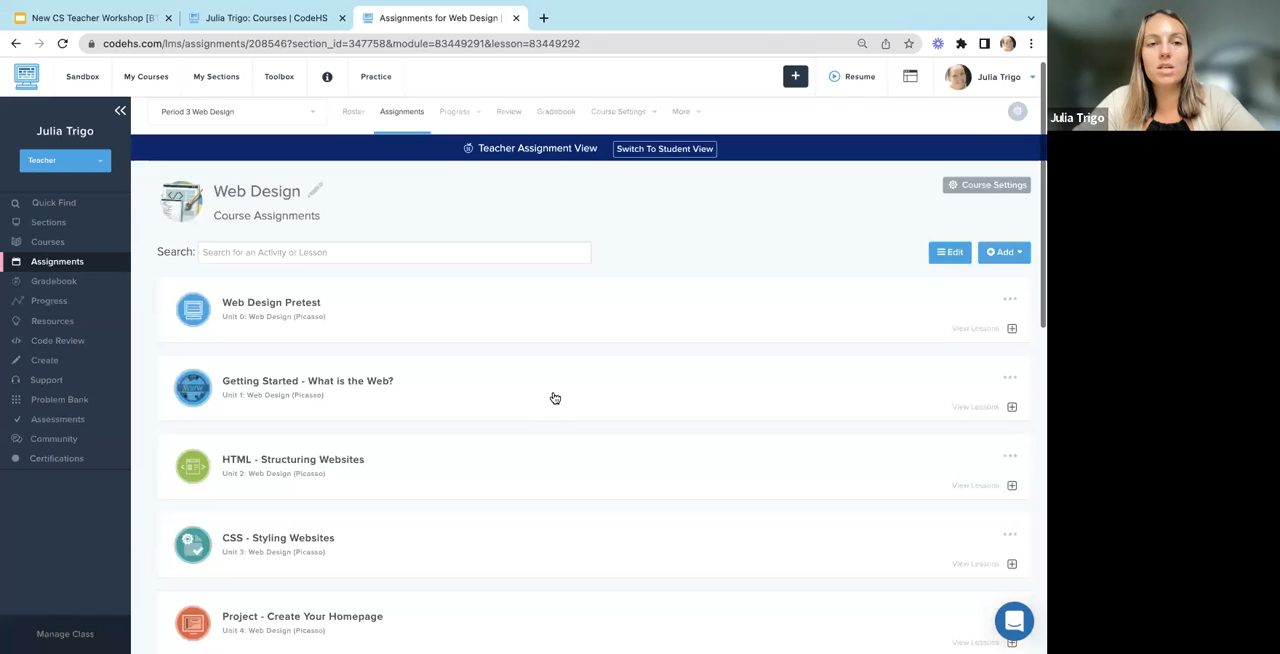 New CS Teacher Workshop [B
Julia Trigo: Courses | CodeHS
Assignments for Web Design |
codehs.com/lms/assignments/208546?section_id=347758&module=83449291&lesson=83449292
Sandbox My Courses My Sections Toolbox Practice Resume Julia Trigo
Julia Trigo
Teacher
Quick Find
Sections
Courses
Assignments
Gradebook
Progress
Resources
Code Review
Create
Support
Problem Bank
Assessments
Community
Certifications
Manage Class
Period 3 Web Design Roster Assignments Progress Review Gradebook Course Settings More
Teacher Assignment View Switch To Student View
Web Design
Course Assignments
Course Settings
Search: Search for an Activity or Lesson Edit Add
Web Design Pretest
Unit 0: Web Design (Picasso)
View Lessons
Getting Started - What is the Web?
Unit 1: Web Design (Picasso)
View Lessons
HTML - Structuring Websites
Unit 2: Web Design (Picasso)
View Lessons
CSS - Styling Websites
Unit 3: Web Design (Picasso)
View Lessons
Project - Create Your Homepage
Unit 4: Web Design (Picasso)
View Lessons
Julia Trigo